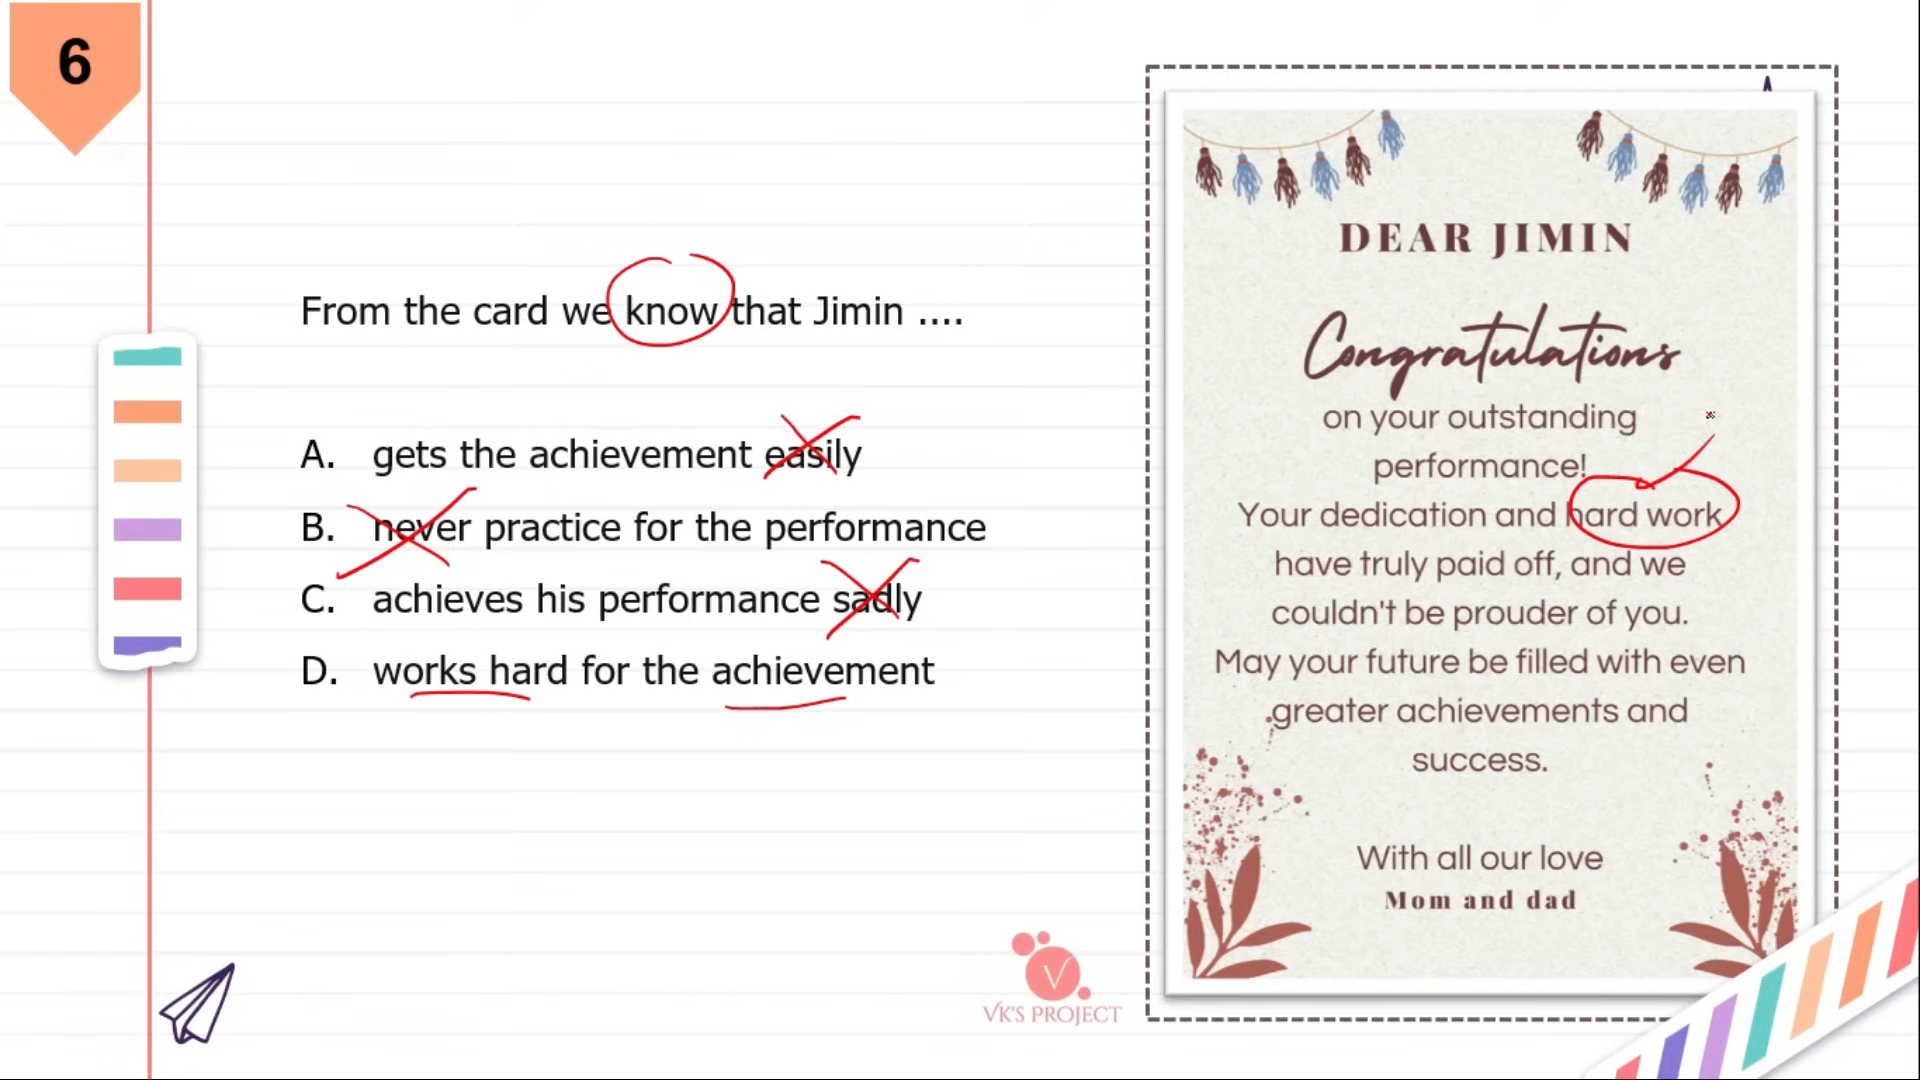 6
From the card we know that Jimin ....
A. gets the achievement easily
B. never practice for the performance
C. achieves his performance sadly
D. works hard for the achievement
DEAR JIMIN
Congratulations
on your outstanding
performance!
Your dedication and hard work
have truly paid off, and we
couldn't be prouder of you.
May your future be filled with even
greater achievements and
success.
With all our love
Mom and dad
V
VK'S PROJECT